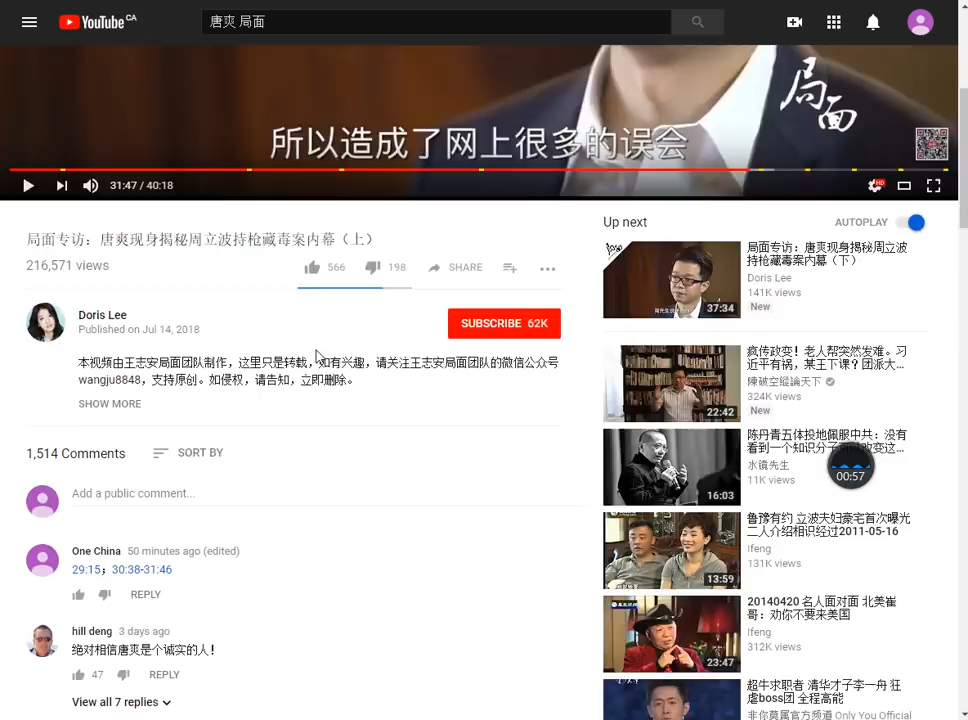 YouTube CA
唐爽 局面
局面
所以造成了网上很多的误会
31:47 / 40:18
HD
局面专访：唐爽现身揭秘周立波持枪藏毒案内幕（上）
216,571 views
566
198
SHARE
Doris Lee
Published on Jul 14, 2018
SUBSCRIBE 62K
本视頻由王志安局面团队制作，这里只是转载，如有兴趣，请关注王志安局面团队的微信公众号
wangju8848，支持原创。如侵权，请告知，立即删除。
SHOW MORE
1,514 Comments
SORT BY
Add a public comment...
One China 50 minutes ago (edited)
29:15；30:38-31:46
REPLY
hill deng 3 days ago
绝对相信唐爽是个诚实的人！
47
REPLY
View all 7 replies
Up next
AUTOPLAY
37:34
局面专访：唐爽现身揭秘周立波
持枪藏毒案内幕（下）
Doris Lee
141K views
New
22:42
疯传政变！老人帮突然发难。习
近平有祸，某王下课？团派大...
陳破空縱論天下
324K views
New
16:03
陈丹青五体投地佩服中共：没有
看到一个知识分子
改变这...
水镜先生
11K views
00:57
13:59
鲁豫有约 立波夫妇豪宅首次曝光
二人介绍相识经过2011-05-16
Ifeng
131K views
23:47
20140420 名人面对面 北美崔
哥：劝你不要来美国
Ifeng
312K views
超牛求职者 清华才子李一舟 狂
虐boss团 全程高能
非你莫属官方频道 Only You Official